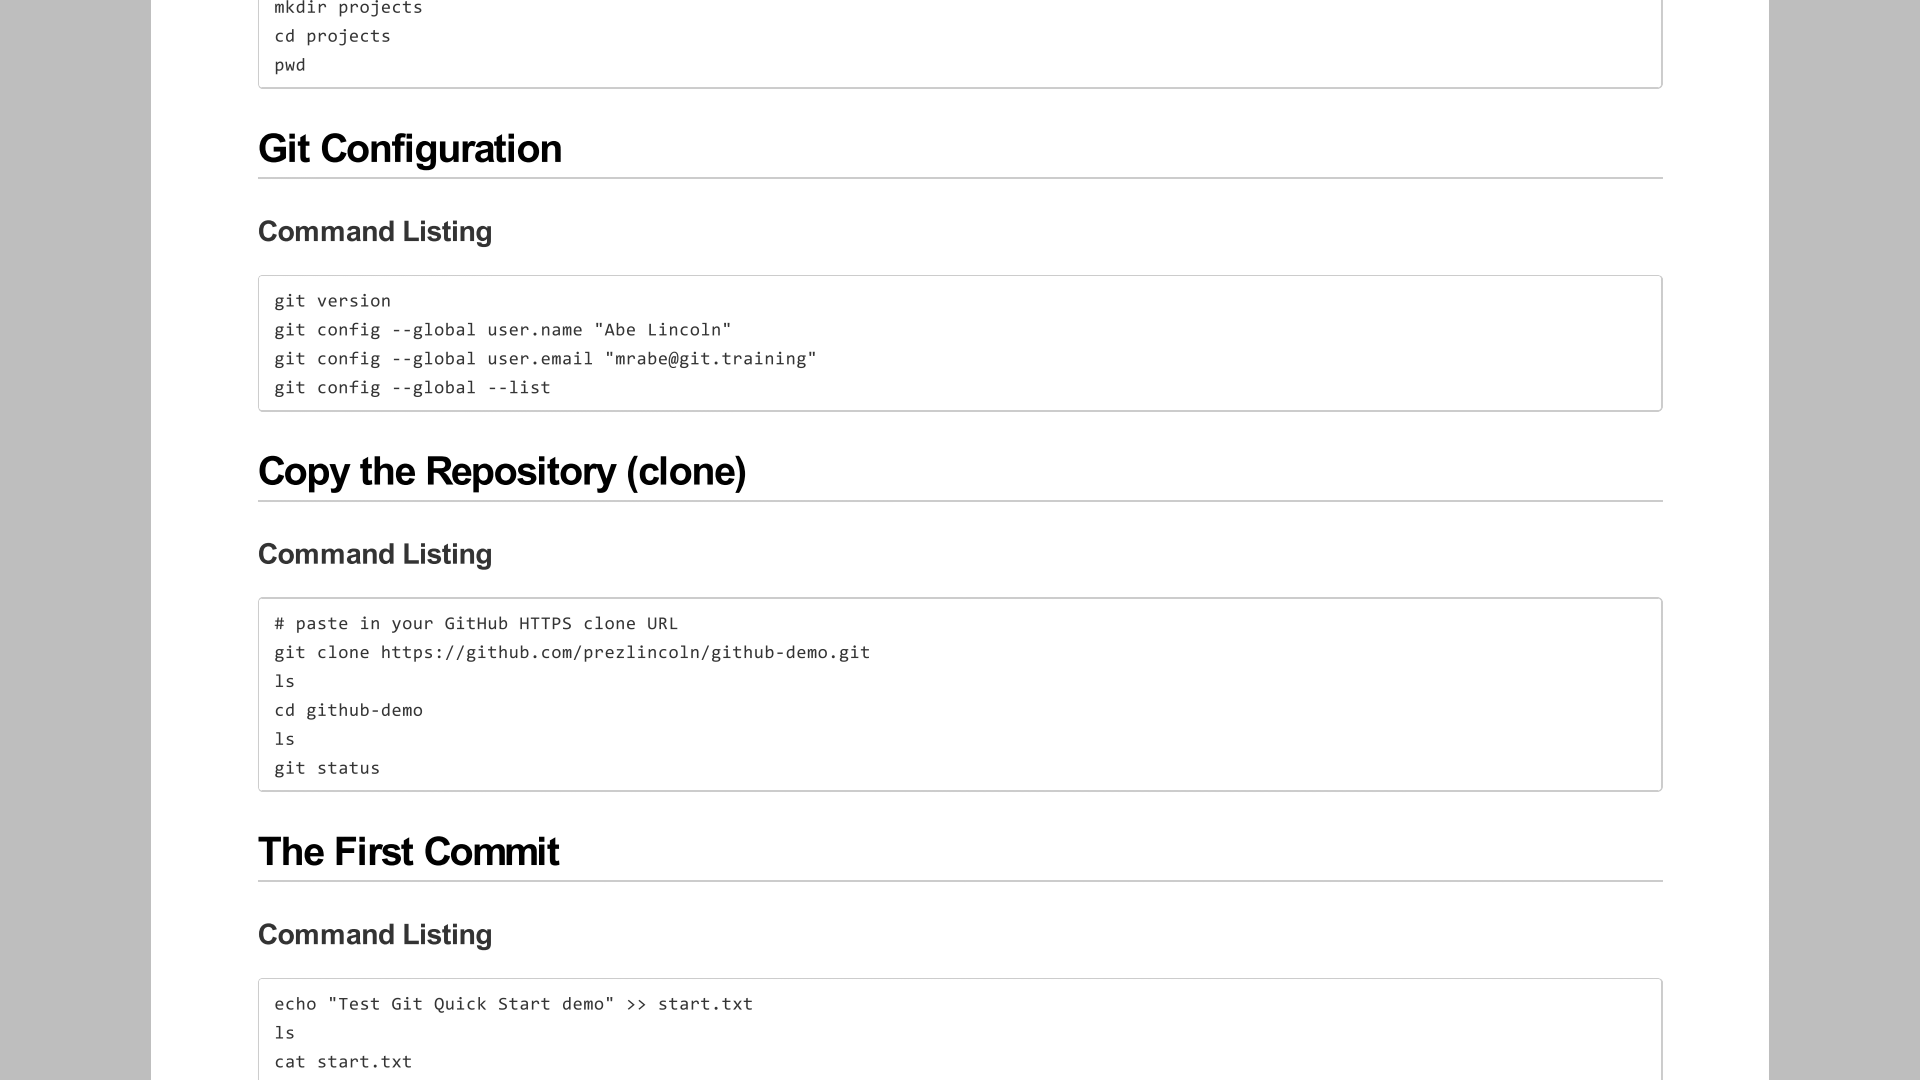 mkdir projects
cd projects
pwd
Git Configuration
Command Listing
git version
git config --global user.name "Abe Lincoln"
git config --global user.email "mrabe@git.training"
git config --global --list
Copy the Repository (clone)
Command Listing
# paste in your GitHub HTTPS clone URL
git clone https://github.com/prezlincoln/github-demo.git
ls
cd github-demo
ls
git status
The First Commit
Command Listing
echo "Test Git Quick Start demo" >> start.txt
ls
cat start.txt